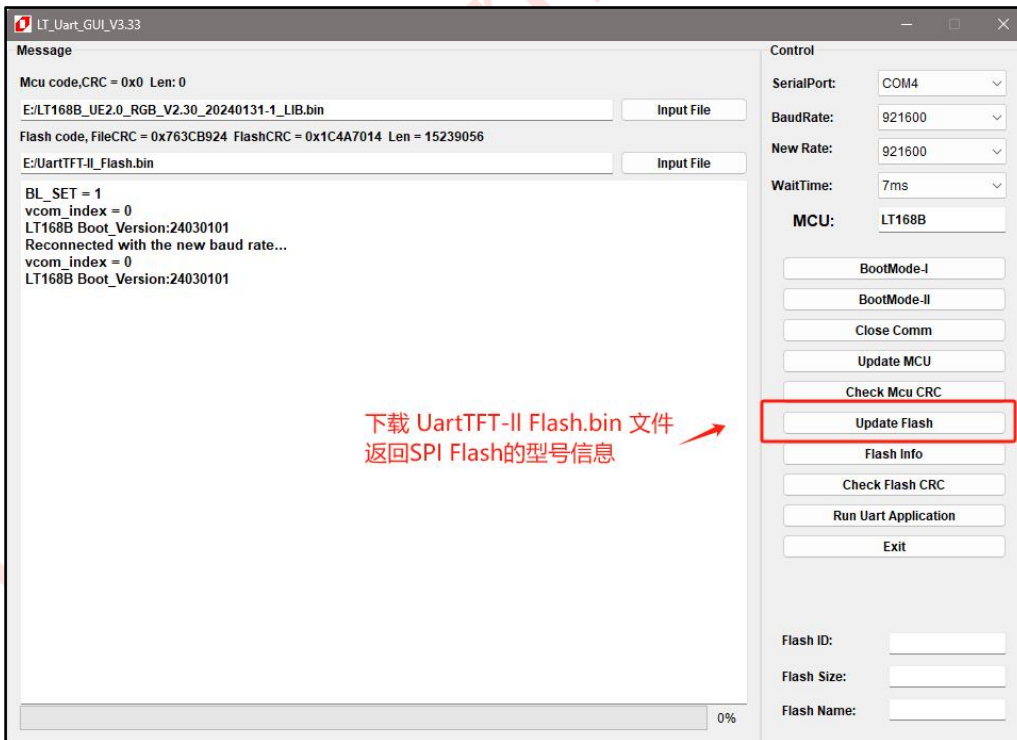 LT_Uart_GUI_V3.33
Message
Mcu code,CRC = 0x0 Len: 0
E:/LT168B_UE2.0_RGB_V2.30_20240131-1_LIB.bin
Input File
Flash code, FileCRC = 0x763CB924 FlashCRC = 0x1C4A7014 Len = 15239056
E:/UartTFT-II_Flash.bin
Input File
BL_SET = 1
vcom_index = 0
LT168B Boot_Version:24030101
Reconnected with the new baud rate...
vcom_index = 0
LT168B Boot_Version:24030101
下载 UartTFT-II Flash.bin 文件
返回SPI Flash的型号信息
0%
Control
SerialPort:
COM4
BaudRate:
921600
New Rate:
921600
WaitTime:
7ms
MCU:
LT168B
BootMode-I
BootMode-II
Close Comm
Update MCU
Check Mcu CRC
Update Flash
Flash Info
Check Flash CRC
Run Uart Application
Exit
Flash ID:
Flash Size:
Flash Name: